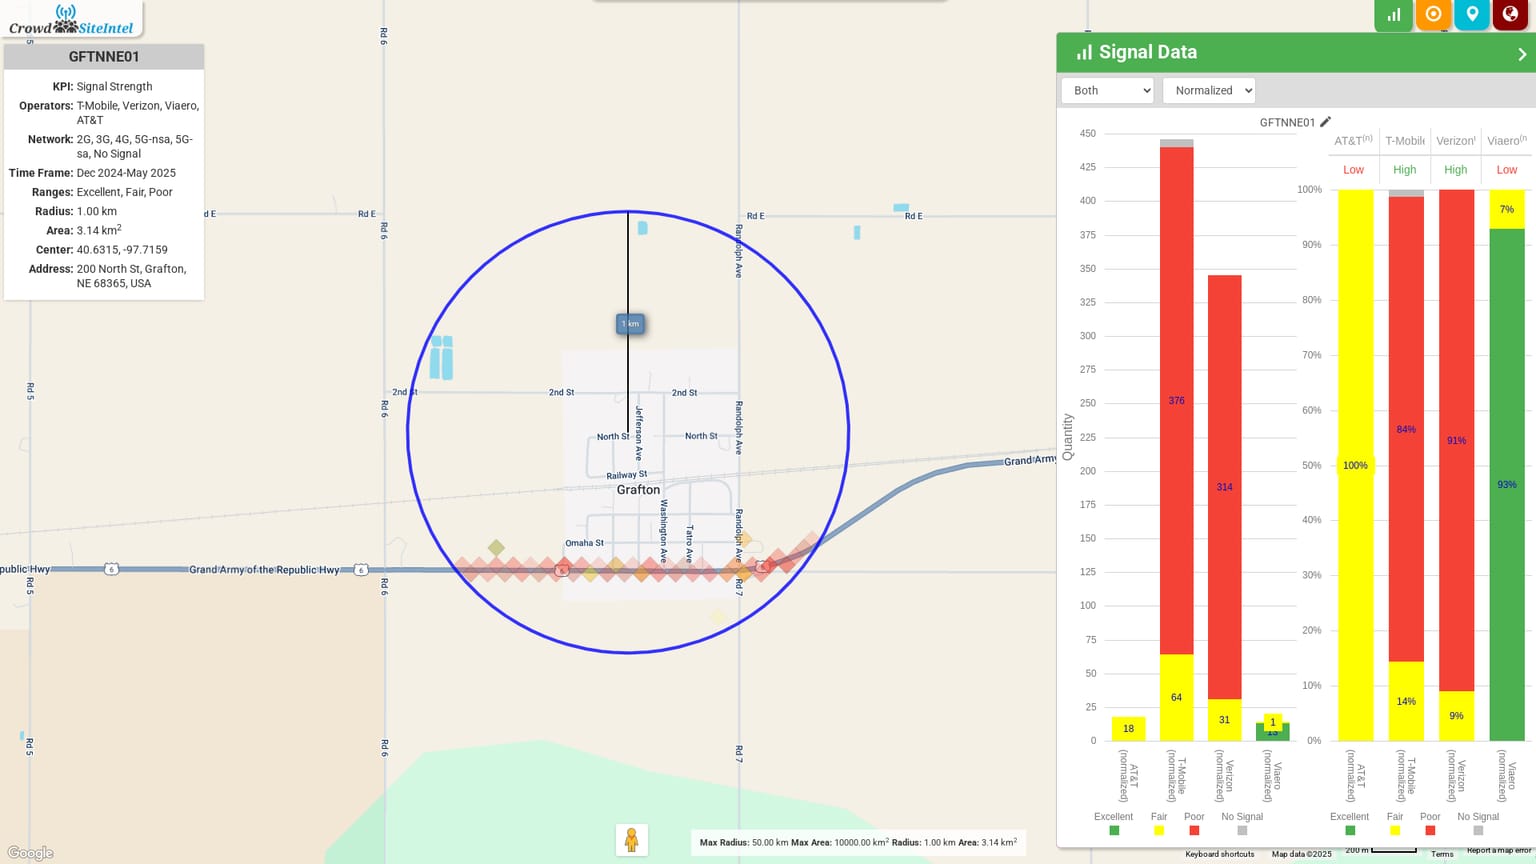 Crowd SiteIntel
GFTNNE01
KPI: Signal Strength
Operators: T-Mobile, Verizon, Viaero,
AT&T
Network: 2G, 3G, 4G, 5G-nsa, 5G-
sa, No Signal
Time Frame: Dec 2024-May 2025
Ranges: Excellent, Fair, Poor
Radius: 1.00 km
Area: 3.14 km²
Center: 40.6315, -97.7159
Address: 200 North St, Grafton,
NE 68365, USA
Rd 6
d E
Rd E
Rd 6
Rd E
Rd E
Randolph Ave
1 km
Rd 5
2nd St
2nd St
2nd St
Rd 6
Jefferson Ave
Randolph Ave
North St
North St
Railway St
Grafton
Grand Army
Washington Ave
Tatro Ave
Randolph Ave
Omaha St
public Hwy
6
Grand Army of the Republic Hwy
6
6
6
Rd 5
Rd 6
Rd 7
Rd 5
Rd 6
Rd 7
Google
Max Radius: 50.00 km Max Area: 10000.00 km² Radius: 1.00 km Area: 3.14 km²
Signal Data
Both
Normalized
GFTNNE01
Quantity
450
425
400
375
350
325
300
275
250
225
200
175
150
125
100
75
50
25
0
18
376
64
314
31
1
13
AT&T (normalized)
T-Mobile (normalized)
Verizon (normalized)
Viaero (normalized)
Excellent
Fair
Poor
No Signal
AT&T(n)
T-Mobile
Verizon
Viaero(n
Low
High
High
Low
100%
90%
80%
70%
60%
50%
40%
30%
20%
10%
0%
100%
84%
14%
91%
9%
7%
93%
AT&T (normalized)
T-Mobile (normalized)
Verizon (normalized)
Viaero (normalized)
Excellent
Fair
Poor
No Signal
Keyboard shortcuts
Map data ©2025
200 m
Terms
Report a map error